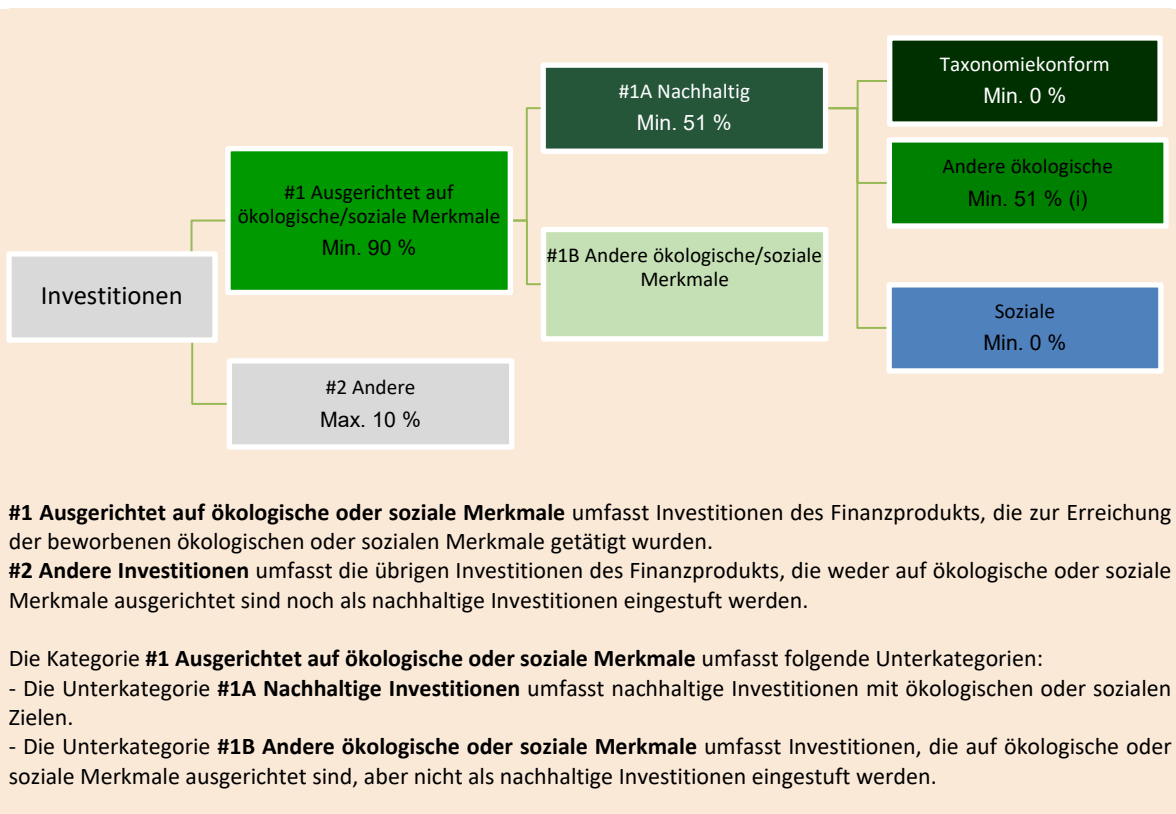 Taxonomiekonform
Min. 0 %
#1A Nachhaltig
Min. 51 %
Andere ökologische
Min. 51 % (i)
#1 Ausgerichtet auf
ökologische/soziale Merkmale
Min. 90 %
#1B Andere ökologische/soziale
Merkmale
Investitionen
Soziale
Min. 0 %
#2 Andere
Max. 10 %
#1 Ausgerichtet auf ökologische oder soziale Merkmale umfasst Investitionen des Finanzprodukts, die zur Erreichung
der beworbenen ökologischen oder sozialen Merkmale getätigt wurden.
#2 Andere Investitionen umfasst die übrigen Investitionen des Finanzprodukts, die weder auf ökologische oder soziale
Merkmale ausgerichtet sind noch als nachhaltige Investitionen eingestuft werden.
Die Kategorie #1 Ausgerichtet auf ökologische oder soziale Merkmale umfasst folgende Unterkategorien:
- Die Unterkategorie #1A Nachhaltige Investitionen umfasst nachhaltige Investitionen mit ökologischen oder sozialen
Zielen.
- Die Unterkategorie #1B Andere ökologische oder soziale Merkmale umfasst Investitionen, die auf ökologische oder
soziale Merkmale ausgerichtet sind, aber nicht als nachhaltige Investitionen eingestuft werden.